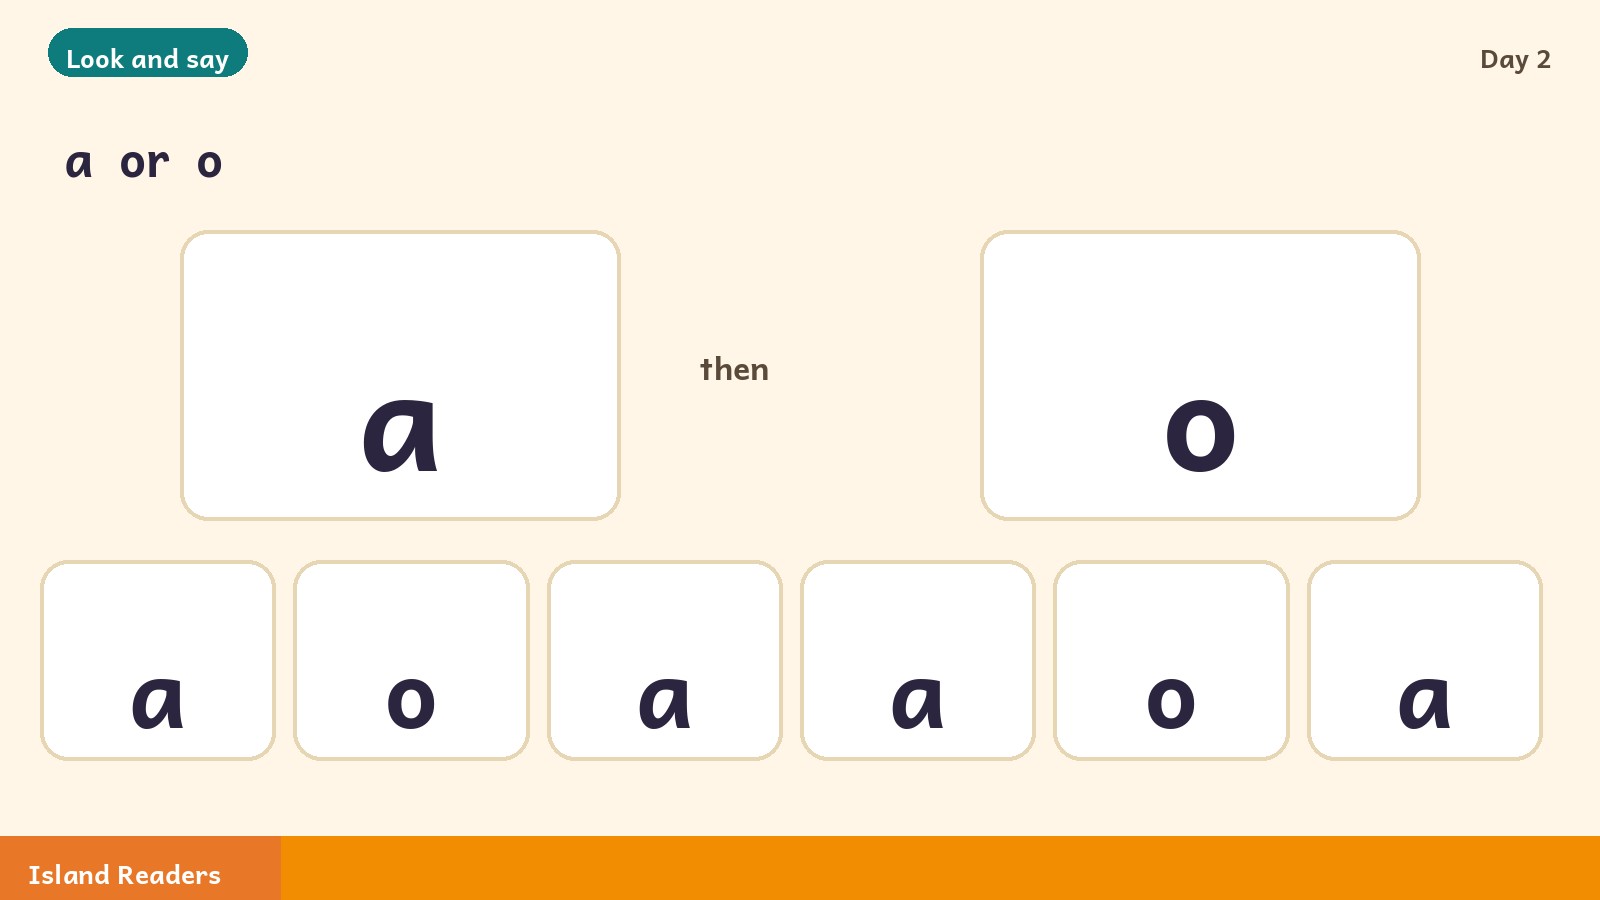 Look and say
Day 2
a or o
a then o
a o a a o a
Island Readers